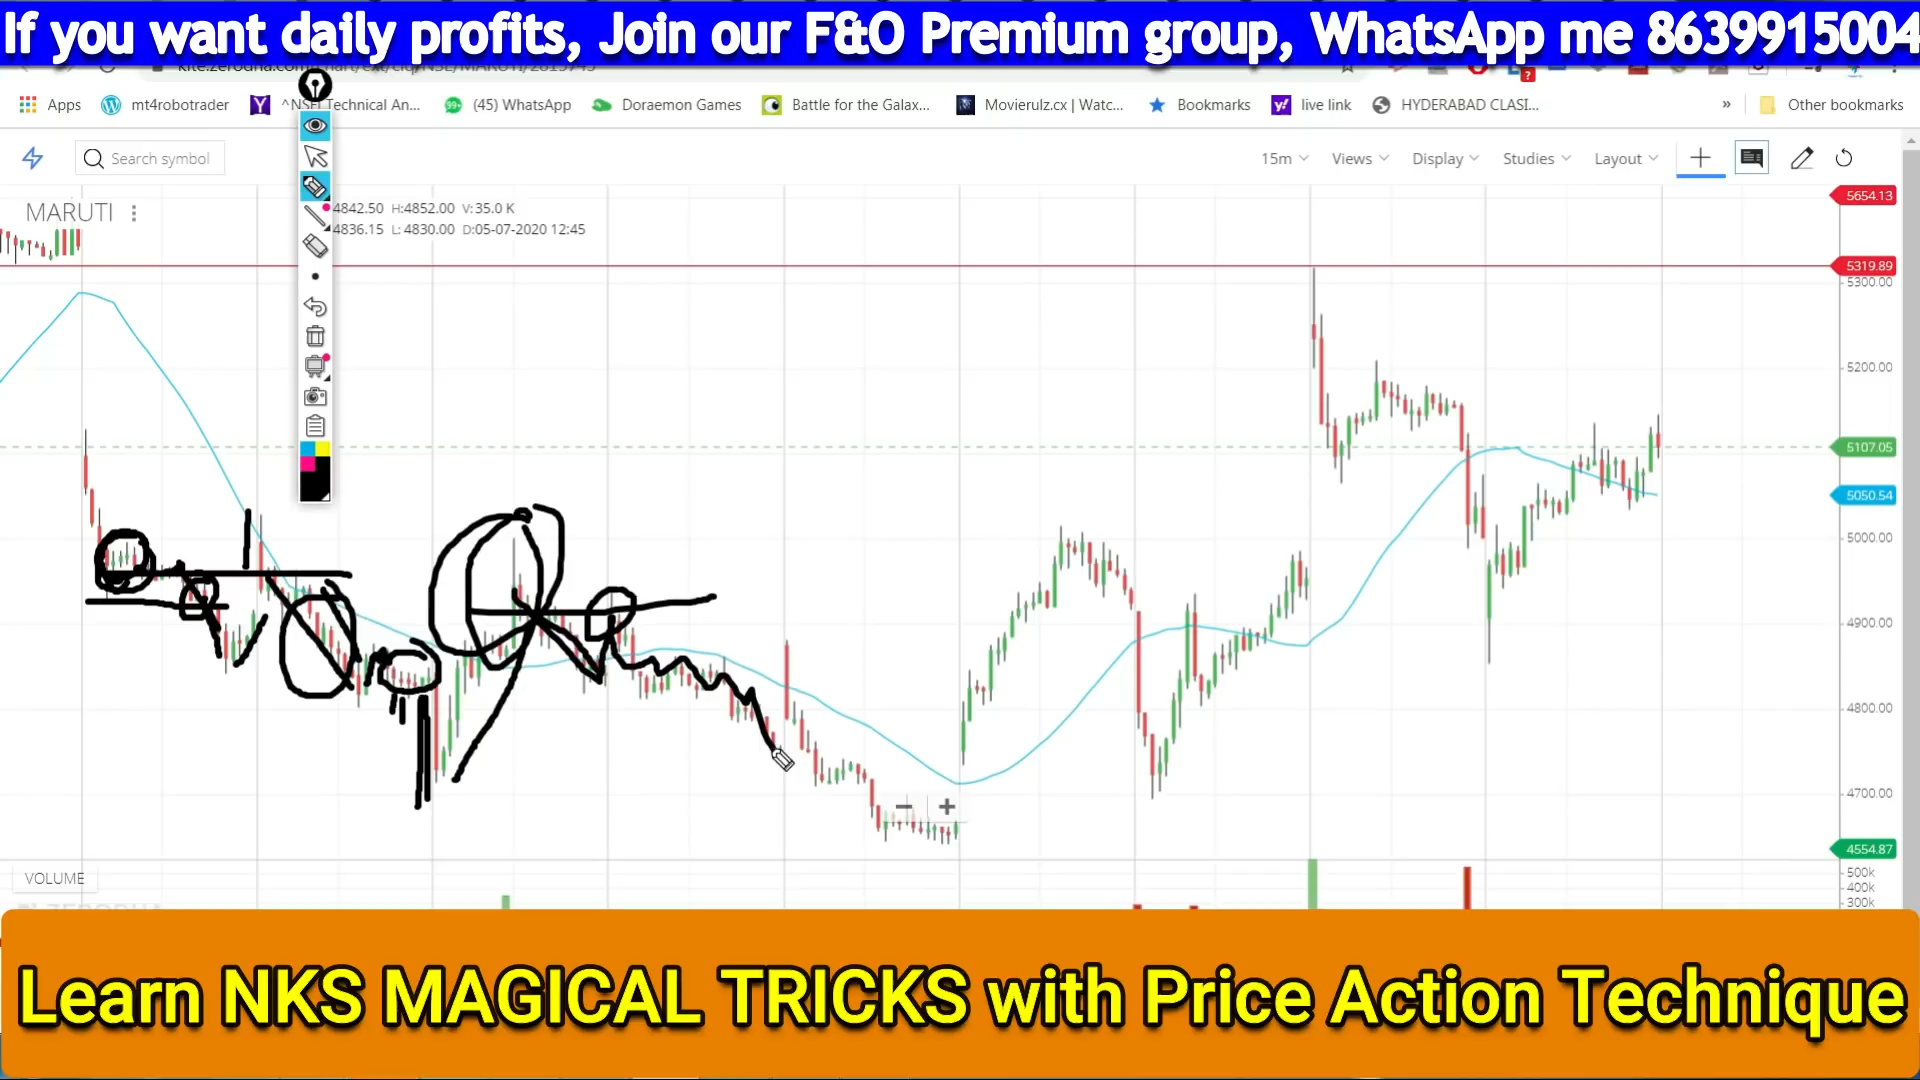 If you want daily profits, Join our F&O Premium group, WhatsApp me 8639915004
Apps mt4robotrader ^NSEI Technical An... (45) WhatsApp Doraemon Games Battle for the Galax... Movierulz.cx | Watc... Bookmarks live link HYDERABAD CLASI... » Other bookmarks
Search symbol 15m Views Display Studies Layout
MARUTI
4842.50 H:4852.00 V:35.0 K
4836.15 L: 4830.00 D:05-07-2020 12:45
5654.13
5319.89
5300.00
5200.00
5107.05
5050.54
5000.00
4900.00
4800.00
4700.00
4554.87
VOLUME
500k
400k
300k
Learn NKS MAGICAL TRICKS with Price Action Technique